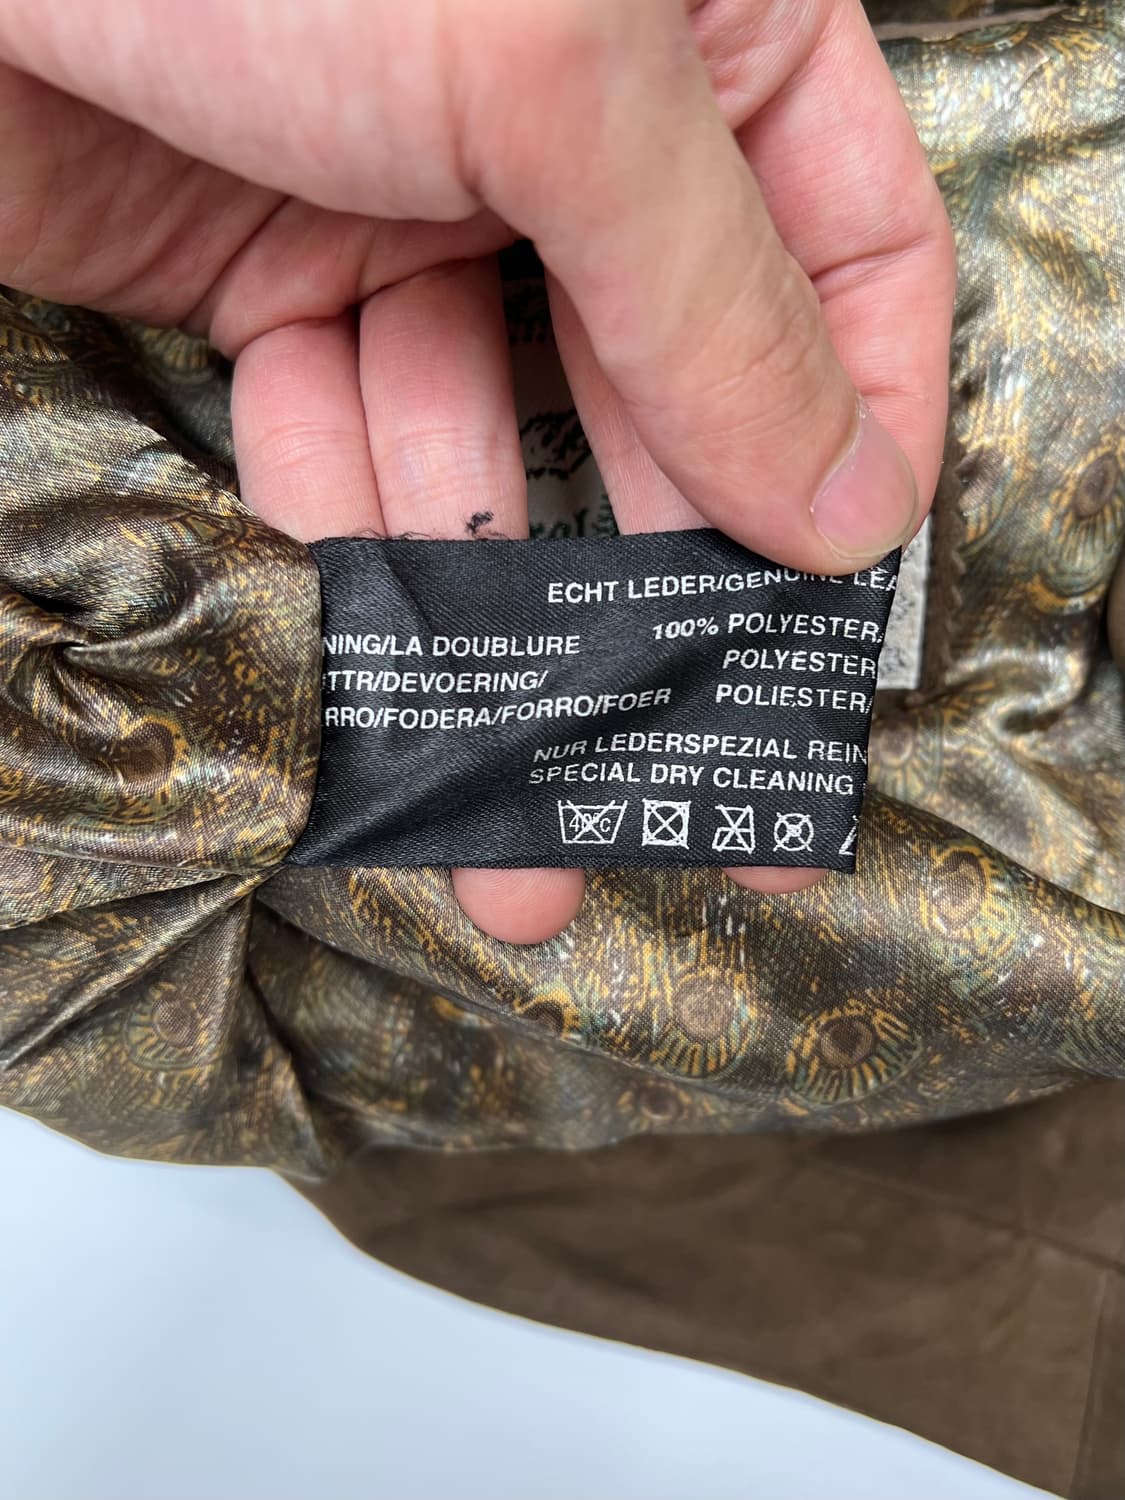 ECHT LEDER/GENUINE LEA
NING/LA DOUBLURE 100% POLYESTER,
TTR/DEVOERING/ POLYESTER
RRO/FODERA/FORRO/FOER POLIESTER/
NUR LEDERSPEZIAL REIN
SPECIAL DRY CLEANING
40°C